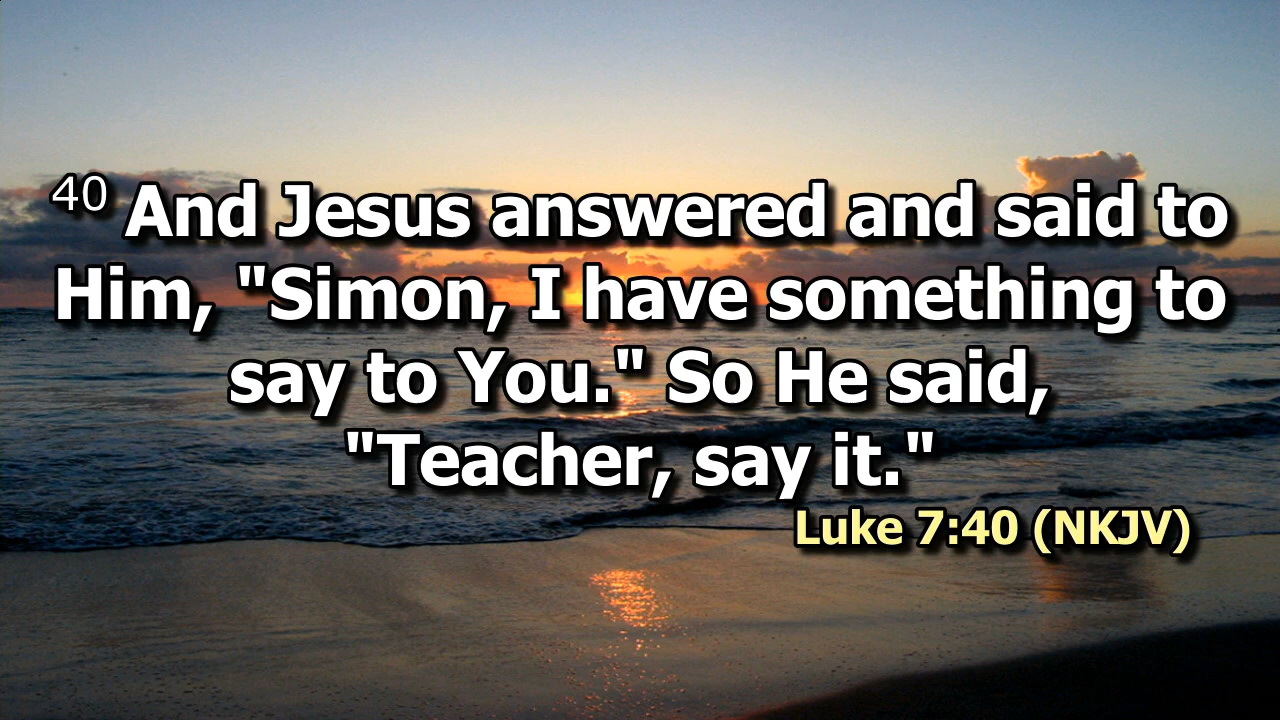 40 And Jesus answered and said to
Him, "Simon, I have something to
say to You." So He said,
"Teacher, say it."
Luke 7:40 (NKJV)